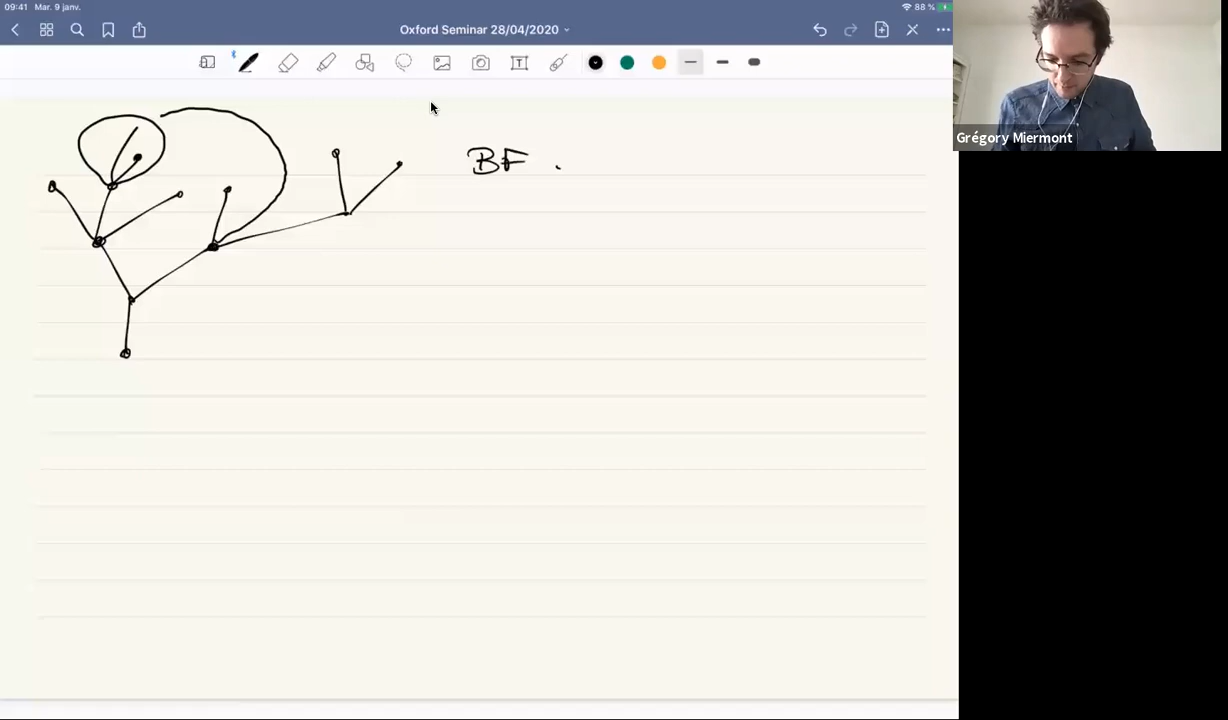 09:41 Mar. 9 janv.
88 %
Oxford Seminar 28/04/2020
T
Grégory Miermont
BF .